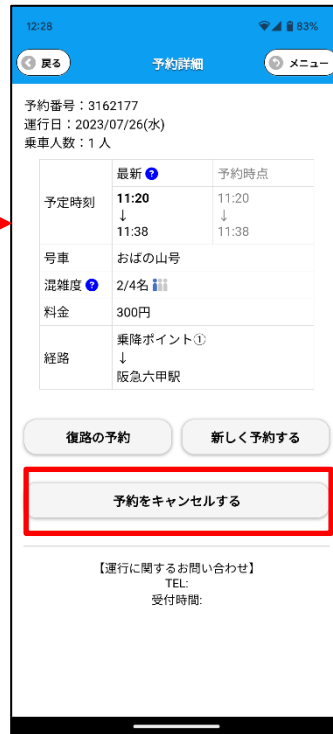 12:28 83%
戻る 予約詳細 メニュー
予約番号：3162177
運行日：2023/07/26(水)
乗車人数：1 人
最新 ? 予約時点
予定時刻 11:20 11:20
↓ ↓
11:38 11:38
号車 おばの山号
混雑度 ? 2/4名
料金 300円
経路 乗降ポイント①
↓
阪急六甲駅
復路の予約 新しく予約する
予約をキャンセルする
【運行に関するお問い合わせ】
TEL:
受付時間: